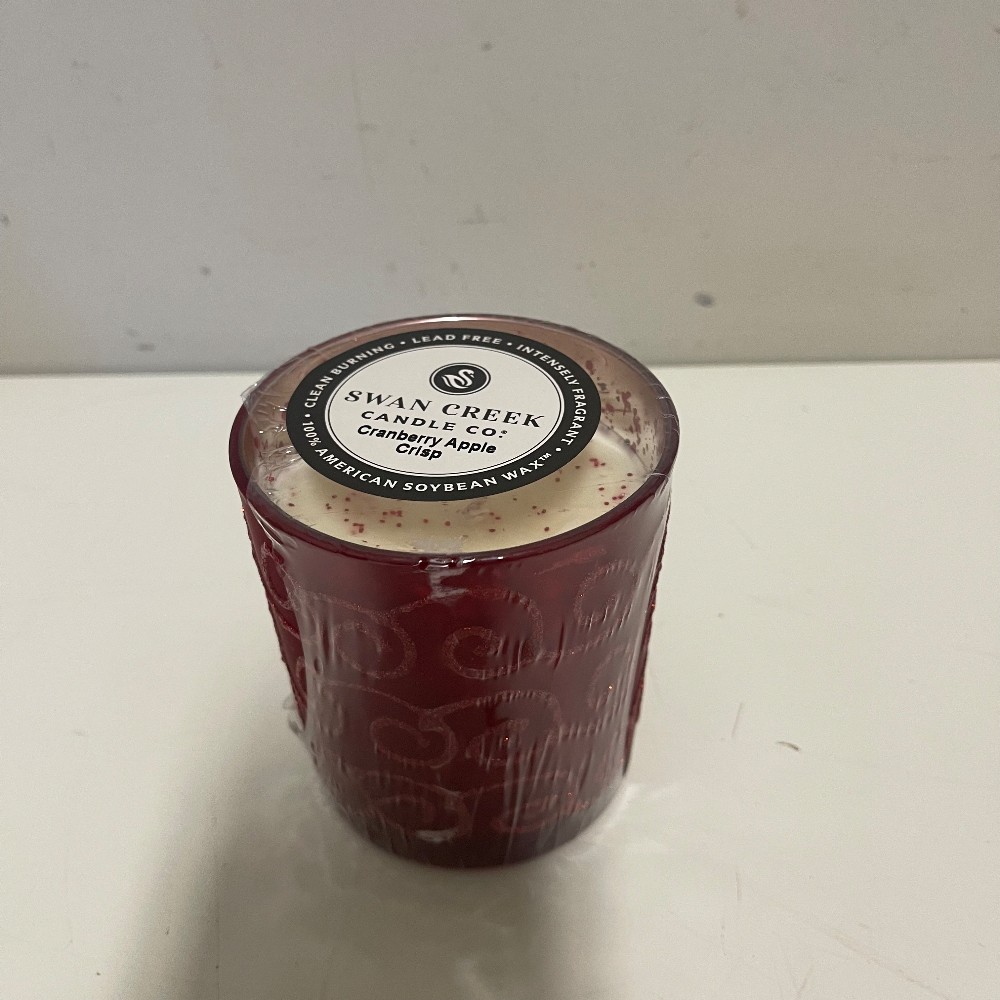 CLEAN BURNING • LEAD FREE • INTENSELY FRAGRANT •
SWAN CREEK
CANDLE CO.®
Cranberry Apple
Crisp
• 100% AMERICAN SOYBEAN WAX™